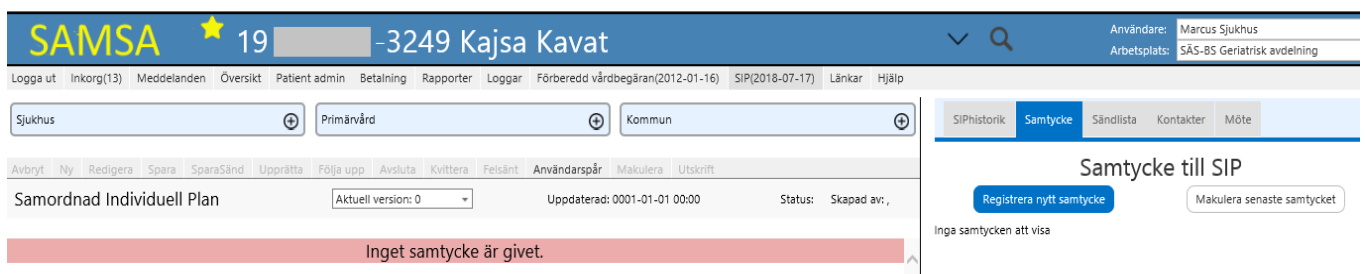 SAMSA 19 -3249 Kajsa Kavat
Användare: Marcus Sjukhus
Arbetsplats: SÄS-BS Geriatrisk avdelning
Logga ut Inkorg(13) Meddelanden Översikt Patient admin Betalning Rapporter Loggar Förberedd vårdbegäran(2012-01-16) SIP(2018-07-17) Länkar Hjälp
Sjukhus Primärvård Kommun
Avbryt Ny Redigera Spara SparaSänd Upprätta Följa upp Avsluta Kvittera Felsänt Användarspår Makulera Utskrift
Samordnad Individuell Plan Aktuell version: 0 Uppdaterad: 0001-01-01 00:00 Status: Skapad av: ,
Inget samtycke är givet.
SIPhistorik Samtycke Sändlista Kontakter Möte
Samtycke till SIP
Registrera nytt samtycke Makulera senaste samtycket
Inga samtycken att visa